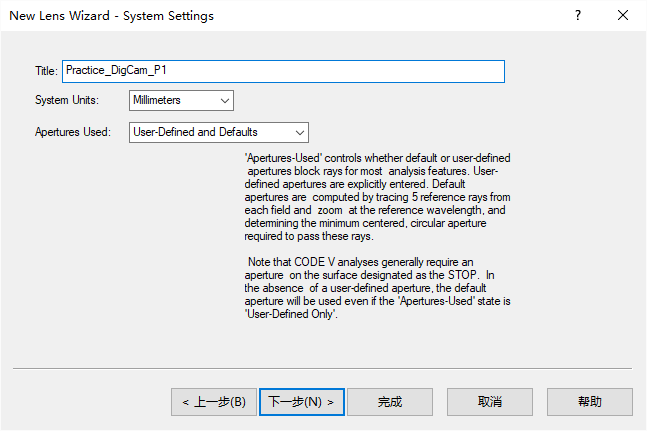 New Lens Wizard - System Settings
?
Title: Practice_DigCam_P1
System Units: Millimeters
Apertures Used: User-Defined and Defaults
'Apertures-Used' controls whether default or user-defined
apertures block rays for most analysis features. User-
defined apertures are explicitly entered. Default
apertures are computed by tracing 5 reference rays from
each field and zoom at the reference wavelength, and
determining the minimum centered, circular aperture
required to pass these rays.
Note that CODE V analyses generally require an
aperture on the surface designated as the STOP. In
the absence of a user-defined aperture, the default
aperture will be used even if the 'Apertures-Used' state is
'User-Defined Only'.
< 上一步(B) 下一步(N) > 完成 取消 帮助